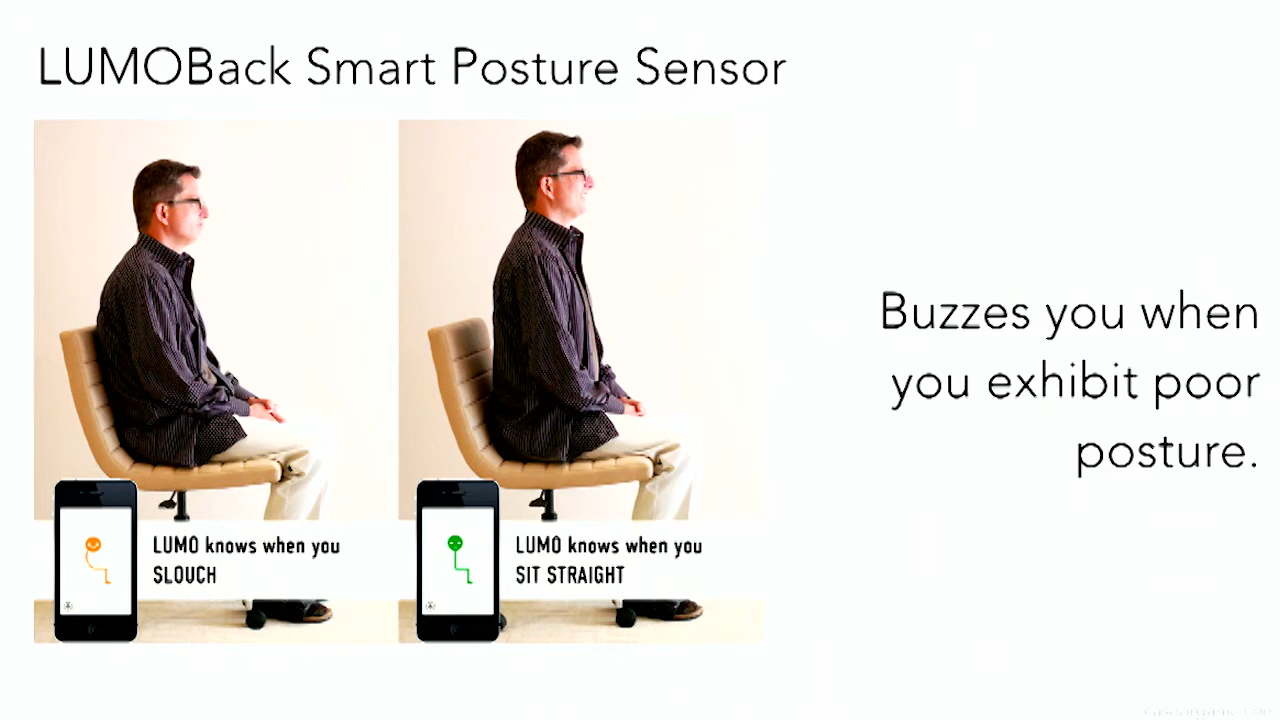 LUMOBack Smart Posture Sensor
Buzzes you when
you exhibit poor
posture.
LUMO knows when you
SLOUCH
LUMO knows when you
SIT STRAIGHT